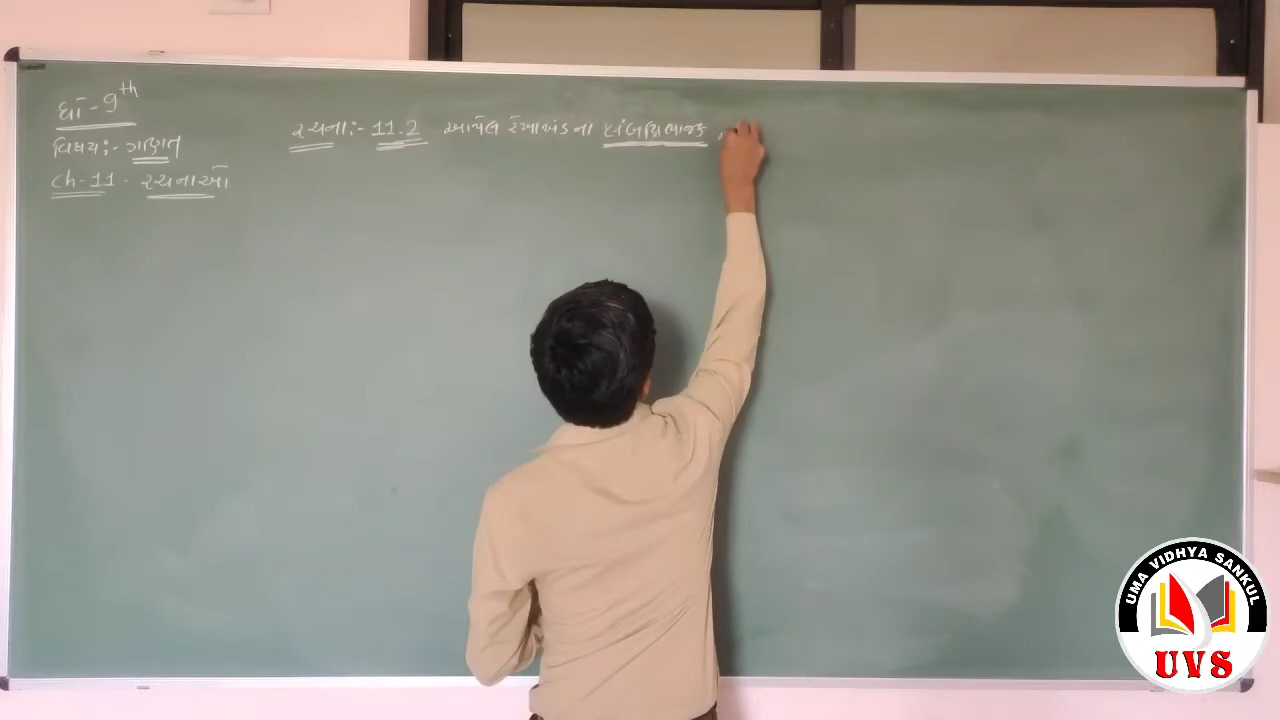 ધો - 9th
વિષય :- ગણિત
Ch - 11 - રચનાઓ
રચના :- 11.2 આપેલ રેખાખંડના લંબદ્વિભાજક
UMA VIDHYA SANKUL
UVS